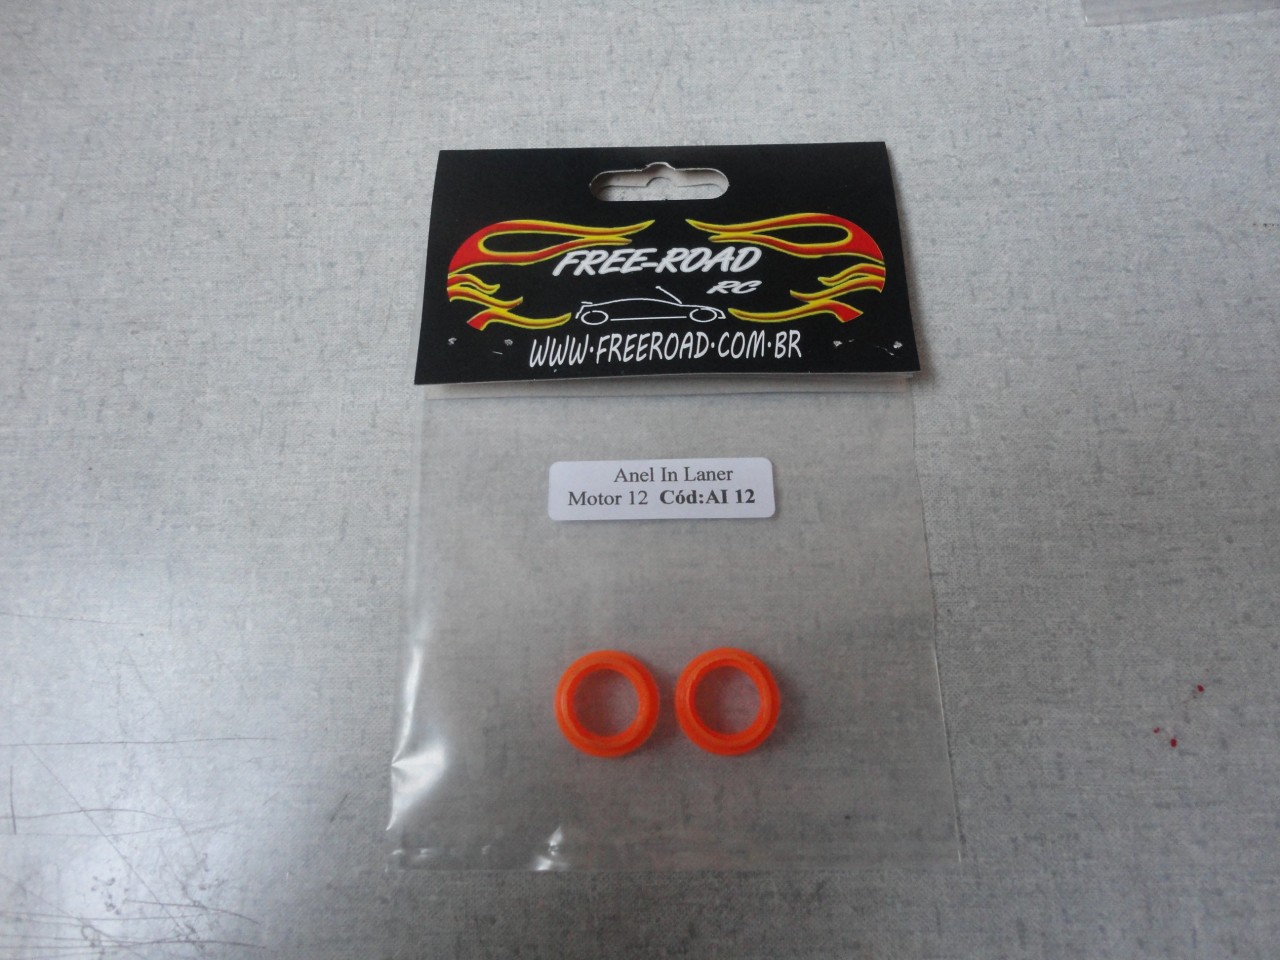 FREE-ROAD
RC
WWW·FREEROAD·COM·BR
Anel In Laner
Motor 12 Cód:AI 12